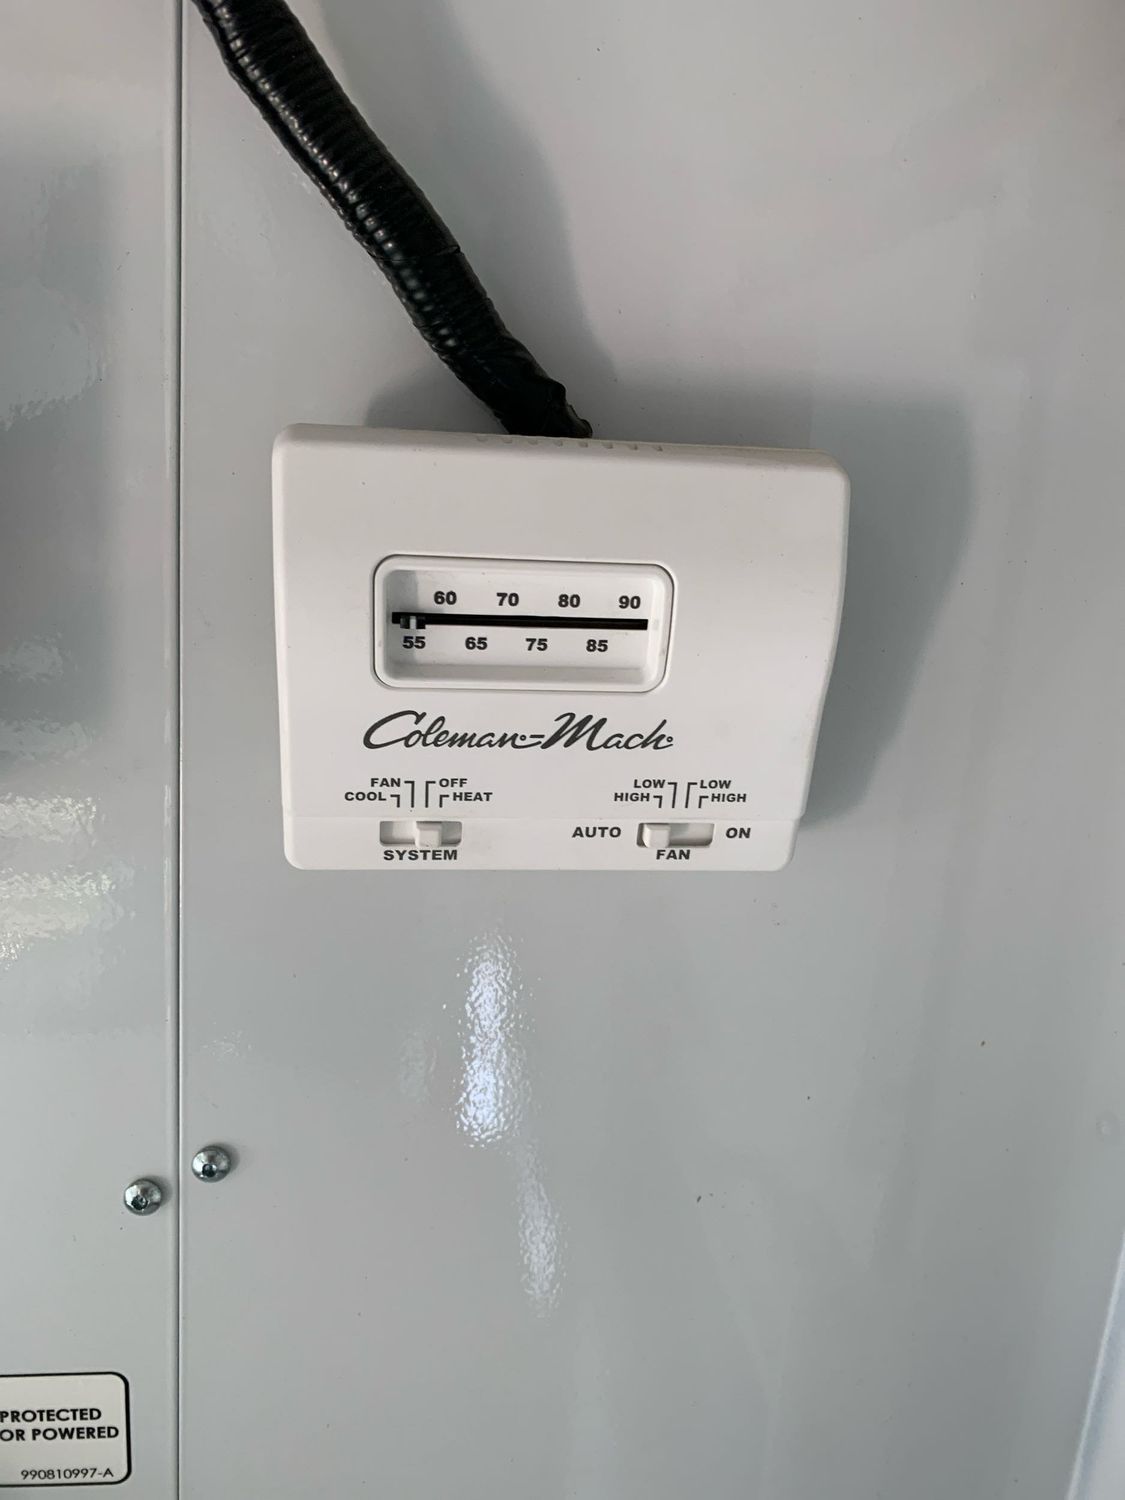 60 70 80 90
55 65 75 85
Coleman-Mach
FAN OFF
COOL HEAT
SYSTEM
LOW LOW
HIGH HIGH
AUTO ON
FAN
PROTECTED
OR POWERED
990810997-A